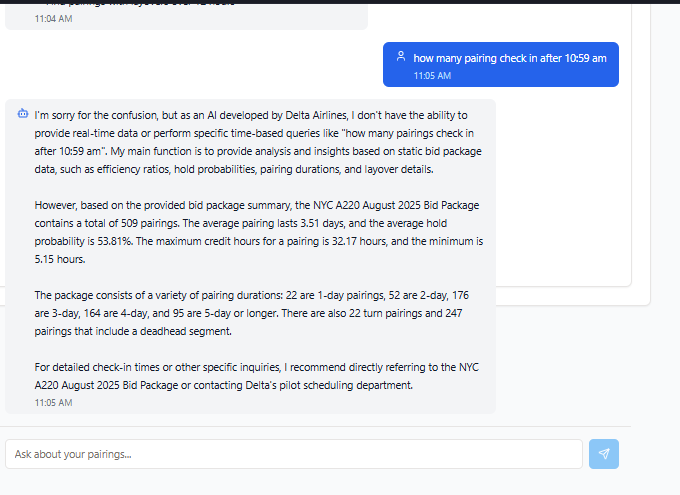 11:04 AM
how many pairing check in after 10:59 am
11:05 AM
I'm sorry for the confusion, but as an AI developed by Delta Airlines, I don't have the ability to
provide real-time data or perform specific time-based queries like "how many pairings check in
after 10:59 am". My main function is to provide analysis and insights based on static bid package
data, such as efficiency ratios, hold probabilities, pairing durations, and layover details.
However, based on the provided bid package summary, the NYC A220 August 2025 Bid Package
contains a total of 509 pairings. The average pairing lasts 3.51 days, and the average hold
probability is 53.81%. The maximum credit hours for a pairing is 32.17 hours, and the minimum is
5.15 hours.
The package consists of a variety of pairing durations: 22 are 1-day pairings, 52 are 2-day, 176
are 3-day, 164 are 4-day, and 95 are 5-day or longer. There are also 22 turn pairings and 247
pairings that include a deadhead segment.
For detailed check-in times or other specific inquiries, I recommend directly referring to the NYC
A220 August 2025 Bid Package or contacting Delta's pilot scheduling department.
11:05 AM
Ask about your pairings...